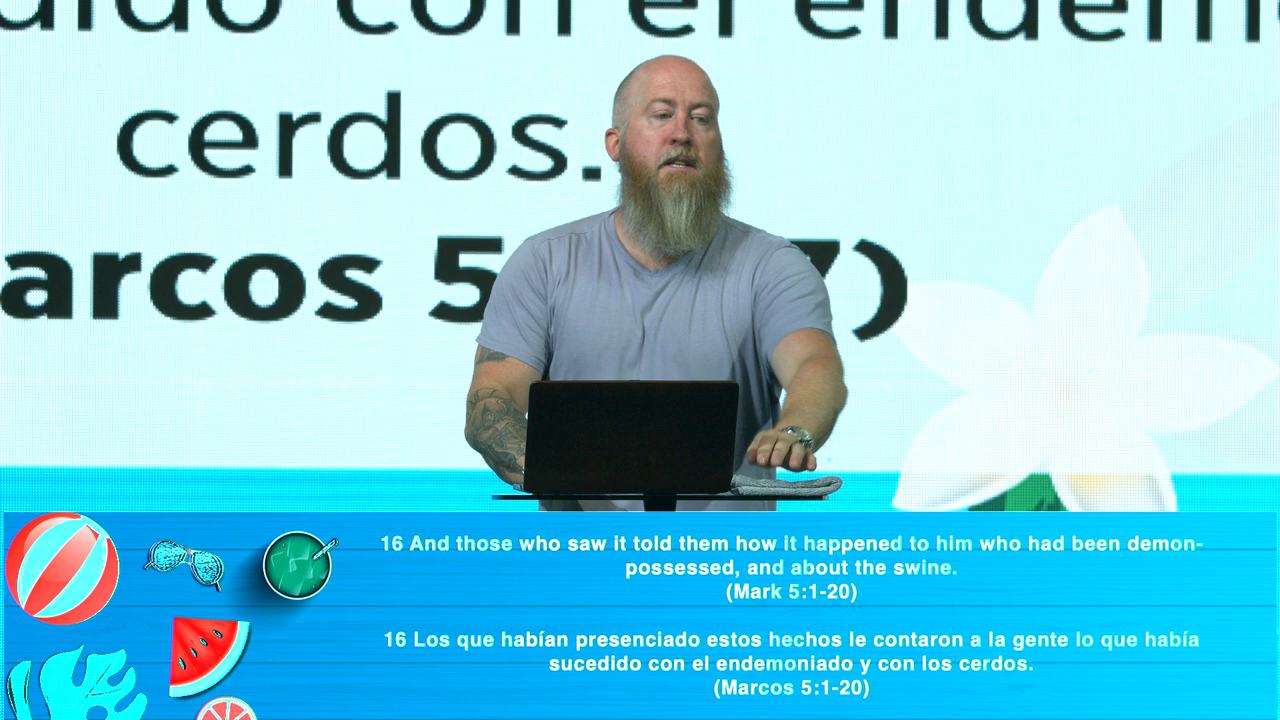 cerdos.
arcos 5
7)
16 And those who saw it told them how it happened to him who had been demon-
possessed, and about the swine.
(Mark 5:1-20)
16 Los que habían presenciado estos hechos le contaron a la gente lo que había
sucedido con el endemoniado y con los cerdos.
(Marcos 5:1-20)